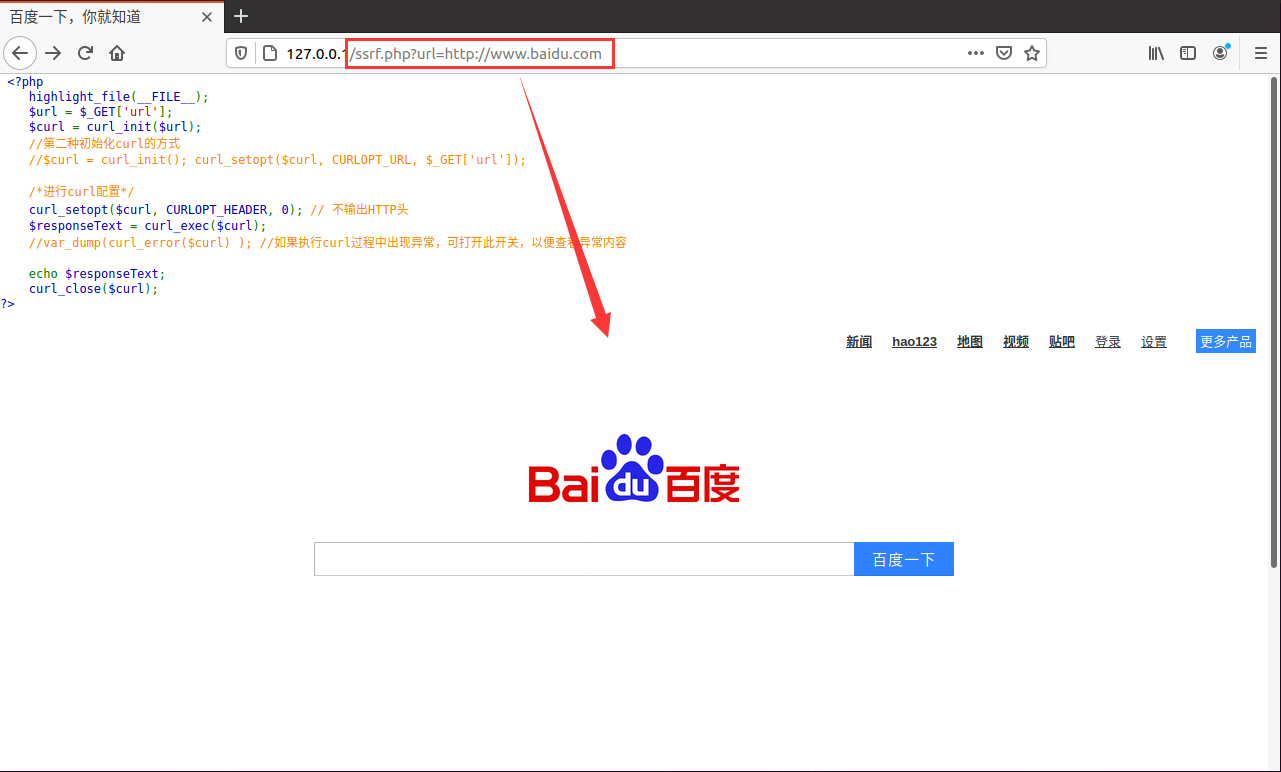 百度一下，你就知道
127.0.0.1/ssrf.php?url=http://www.baidu.com
<?php
highlight_file(__FILE__);
$url = $_GET['url'];
$curl = curl_init($url);
//第二种初始化curl的方式
//$curl = curl_init(); curl_setopt($curl, CURLOPT_URL, $_GET['url']);
/*进行curl配置*/
curl_setopt($curl, CURLOPT_HEADER, 0); // 不输出HTTP头
$responseText = curl_exec($curl);
//var_dump(curl_error($curl) ); //如果执行curl过程中出现异常，可打开此开关，以便查看异常内容
echo $responseText;
curl_close($curl);
?>
新闻 hao123 地图 视频 贴吧 登录 设置 更多产品
Bai du 百度
百度一下